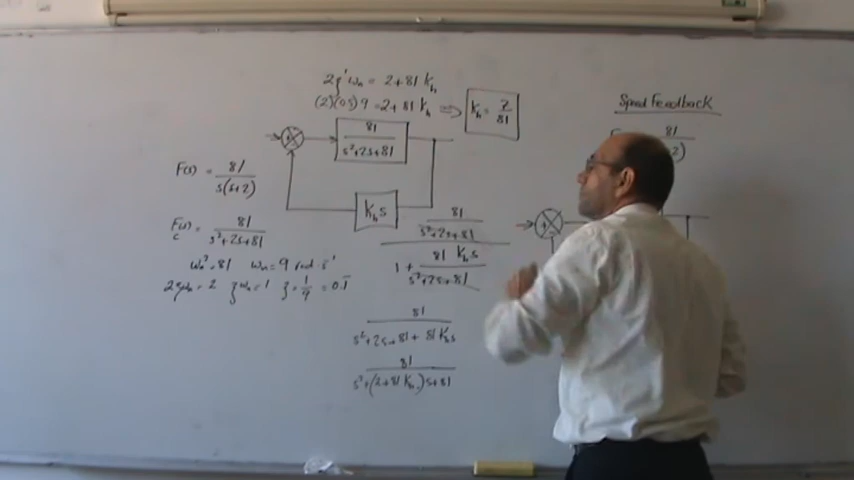 2ζ' ωn = 2+81 kh
(2)(0.5)9 = 2+81 kh ⇒ kh = 2/81
81/(s²+2s+81)
kh s
F(s) = 81/(s(s+2))
Fc(s) = 81/(s²+2s+81)
ωn² = 81 ωn = 9 rad·s⁻¹
2ζωn = 2 ζωn = 1 ζ = 1/9 = 0.1
81/(s²+2s+81)
1 + 81 kh s/(s²+2s+81)
81/(s²+2s+81+81 kh s)
81/(s²+(2+81 kh)s+81)
Speed Feedback
81
2)